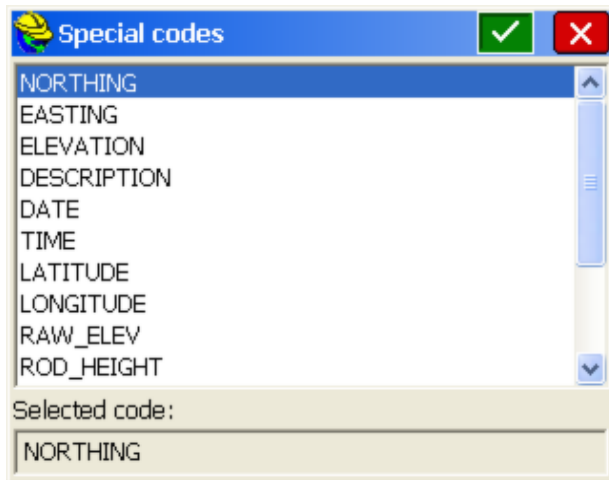 Special codes
NORTHING
EASTING
ELEVATION
DESCRIPTION
DATE
TIME
LATITUDE
LONGITUDE
RAW_ELEV
ROD_HEIGHT
Selected code:
NORTHING